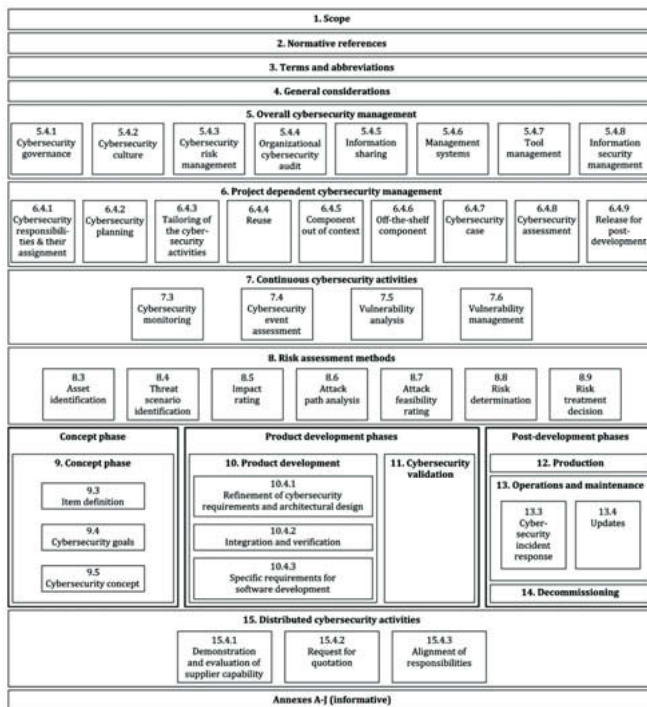 1. Scope
2. Normative references
3. Terms and abbreviations
4. General considerations
5. Overall cybersecurity management
5.4.1
Cybersecurity
governance
5.4.2
Cybersecurity
culture
5.4.3
Cybersecurity
risk
management
5.4.4
Organizational
cybersecurity
audit
5.4.5
Information
sharing
5.4.6
Management
systems
5.4.7
Tool
management
5.4.8
Information
security
management
6. Project dependent cybersecurity management
6.4.1
Cybersecurity
responsibili-
ties & their
assignment
6.4.2
Cybersecurity
planning
6.4.3
Tailoring of
the cyber-
security
activities
6.4.4
Reuse
6.4.5
Component
out of context
6.4.6
Off-the-shelf
component
6.4.7
Cybersecurity
case
6.4.8
Cybersecurity
assessment
6.4.9
Release for
post-
development
7. Continuous cybersecurity activities
7.3
Cybersecurity
monitoring
7.4
Cybersecurity
event
assessment
7.5
Vulnerability
analysis
7.6
Vulnerability
management
8. Risk assessment methods
8.3
Asset
identification
8.4
Threat
scenario
identification
8.5
Impact
rating
8.6
Attack
path analysis
8.7
Attack
feasibility
rating
8.8
Risk
determination
8.9
Risk
treatment
decision
Concept phase
9. Concept phase
9.3
Item definition
9.4
Cybersecurity goals
9.5
Cybersecurity concept
Product development phases
10. Product development
10.4.1
Refinement of cybersecurity
requirements and architectural design
10.4.2
Integration and verification
10.4.3
Specific requirements for
software development
11. Cybersecurity
validation
Post-development phases
12. Production
13. Operations and maintenance
13.3
Cyber-
security
incident
response
13.4
Updates
14. Decommissioning
15. Distributed cybersecurity activities
15.4.1
Demonstration
and evaluation of
supplier capability
15.4.2
Request for
quotation
15.4.3
Alignment of
responsibilities
Annexes A-J (informative)